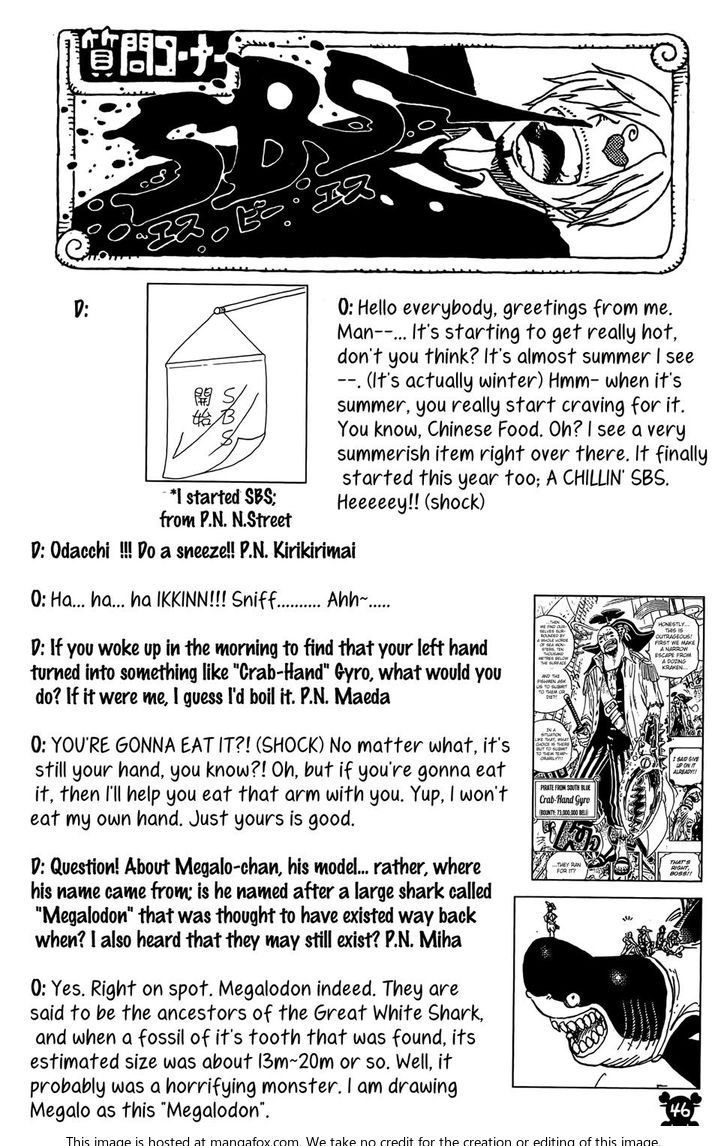 質問コーナー
SBS
エス ビー エス
D:
開始
SBS
*I started SBS;
from P.N. N.Street
O: Hello everybody, greetings from me.
Man--... It's starting to get really hot,
don't you think? It's almost summer I see
--. (It's actually winter) Hmm- when it's
summer, you really start craving for it.
You know, Chinese Food. Oh? I see a very
summerish item right over there. It finally
started this year too; A CHILLIN' SBS.
Heeeeey!! (shock)
D: Odacchi !!! Do a sneeze!! P.N. Kirikirimai
O: Ha... ha... ha IKKINN!!! Sniff.......... Ahh~.....
D: If you woke up in the morning to find that your left hand
turned into something like "Crab-Hand" Gyro, what would you
do? If it were me, I guess I'd boil it. P.N. Maeda
O: YOU'RE GONNA EAT IT?! (SHOCK) No matter what, it's
still your hand, you know?! Oh, but if you're gonna eat
it, then I'll help you eat that arm with you. Yup, I won't
eat my own hand. Just yours is good.
...THEN
WE FIND OUR-
SELVES SUR-
ROUNDED BY
A WHOLE HORDE
OF SEA MON-
STERS, TEN
THOUSAND
METRES BELOW
THE SURFACE
AND THE
FISHMEN ASK
US TO SUBMIT
TO THEM OR
DIE!!
HONESTLY...
THIS IS
OUTRAGEOUS!
FIRST WE MAKE
A NARROW
ESCAPE FROM
A DOZING
KRAKEN...
IN A
SITUATION
LIKE THAT, WHAT
CHOICE IS THERE
BUT TO SUBMIT
TO THEM TEMP-
ORARILY?!
I SAID GIVE
UP ON IT
ALREADY!!
PIRATE FROM SOUTH BLUE
Crab-Hand Gyro
(BOUNTY: 73,000,000 BELI)
...THEY RAN
FOR IT?
THAT'S
RIGHT,
BOSS!!
D: Question! About Megalo-chan, his model... rather, where
his name came from; is he named after a large shark called
"Megalodon" that was thought to have existed way back
when? I also heard that they may still exist? P.N. Miha
O: Yes. Right on spot. Megalodon indeed. They are
said to be the ancestors of the Great White Shark,
and when a fossil of it's tooth that was found, its
estimated size was about 13m~20m or so. Well, it
probably was a horrifying monster. I am drawing
Megalo as this "Megalodon".
46
This image is hosted at mangafox.com. We take no credit for the creation or editing of this image.